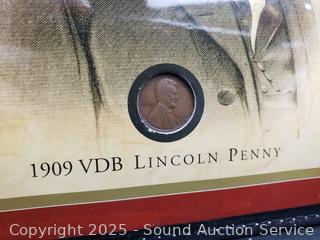 1909 VDB LINCOLN PENNY
Copyright 2025 - Sound Auction Service